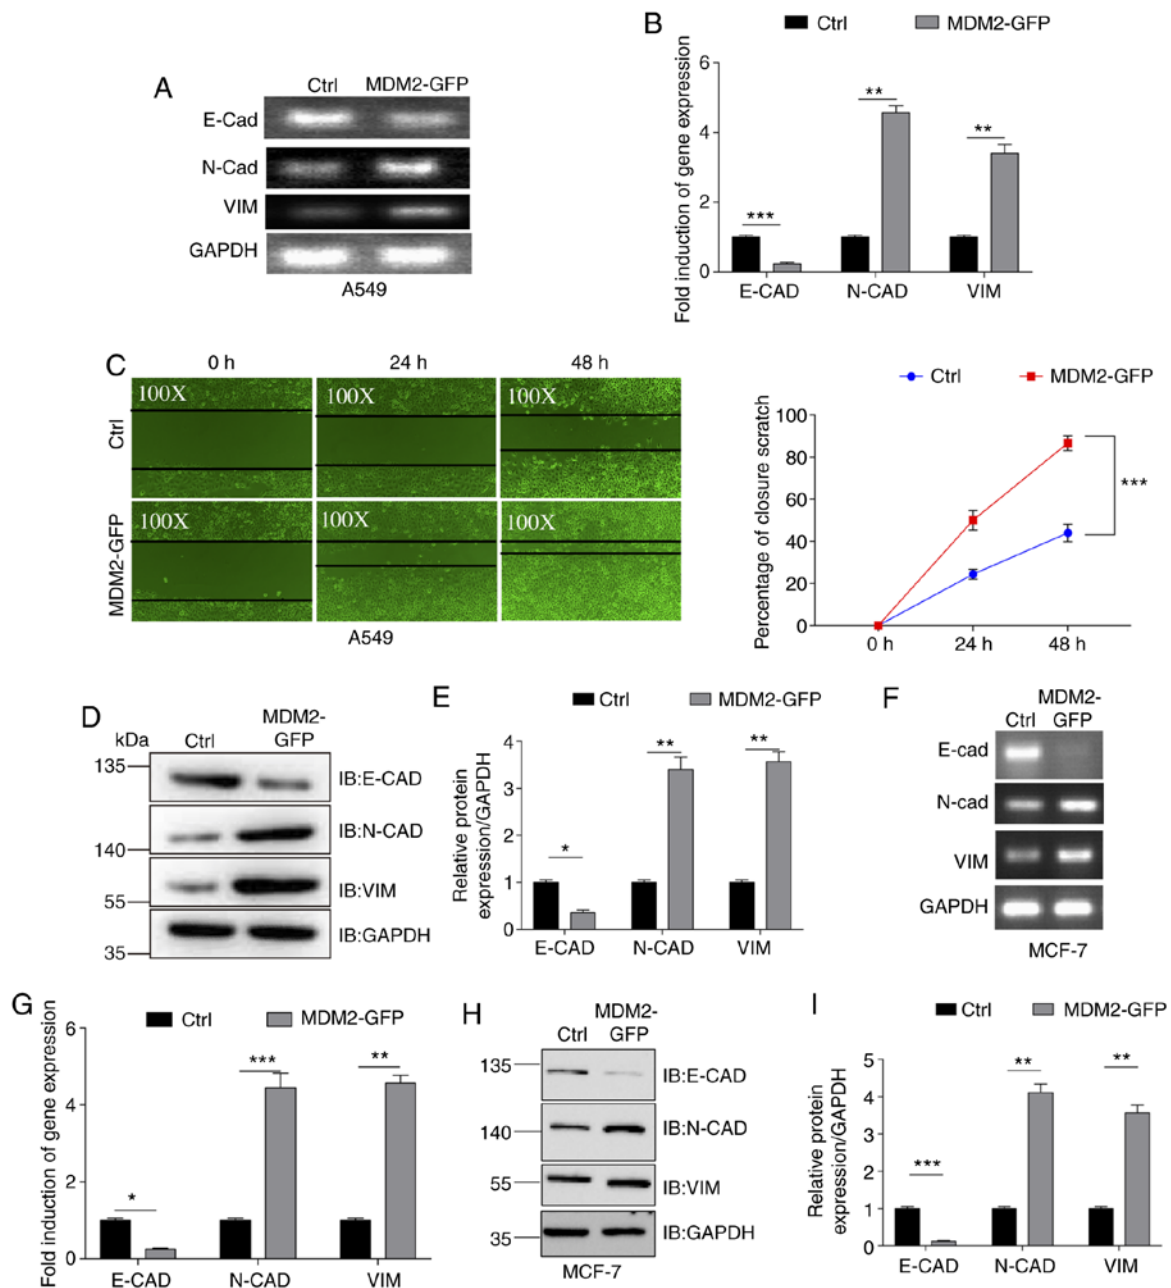 A
Ctrl MDM2-GFP
E-Cad
N-Cad
VIM
GAPDH
A549
B
Ctrl MDM2-GFP
Fold induction of gene expression
6
4
2
0
***
**
**
E-CAD N-CAD VIM
C
0 h 24 h 48 h
Ctrl
100X 100X 100X
MDM2-GFP
100X 100X 100X
A549
Ctrl MDM2-GFP
Percentage of closure scratch
100
80
60
40
20
0
***
0 h 24 h 48 h
D
kDa
Ctrl
MDM2-
GFP
135
IB:E-CAD
IB:N-CAD
140
IB:VIM
55
IB:GAPDH
35
E
Ctrl MDM2-GFP
Relative protein
expression/GAPDH
4
3
2
1
0
*
**
**
E-CAD N-CAD VIM
F
Ctrl
MDM2-
GFP
E-cad
N-cad
VIM
GAPDH
MCF-7
G
Ctrl MDM2-GFP
Fold induction of gene expression
6
4
2
0
*
***
**
E-CAD N-CAD VIM
H
Ctrl
MDM2-
GFP
135
IB:E-CAD
140
IB:N-CAD
55
IB:VIM
35
IB:GAPDH
MCF-7
I
Ctrl MDM2-GFP
Relative protein
expression/GAPDH
5
4
3
2
1
0
***
**
**
E-CAD N-CAD VIM